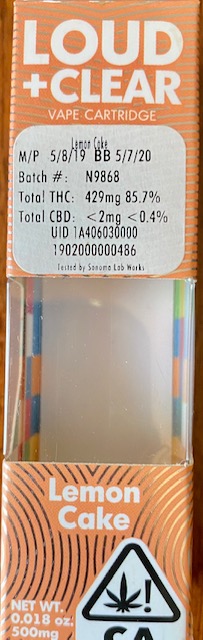 LOUD
+CLEAR
VAPE CARTRIDGE
Lemon Cake
M/P 5/8/19 BB 5/7/20
Batch #: N9868
Total THC: 429mg 85.7%
Total CBD: <2mg <0.4%
UID 1A406030000
1902000000486
Tested by Sonoma Lab Works
Lemon
Cake
NET WT.
0.018 oz.
500mg
!
CA